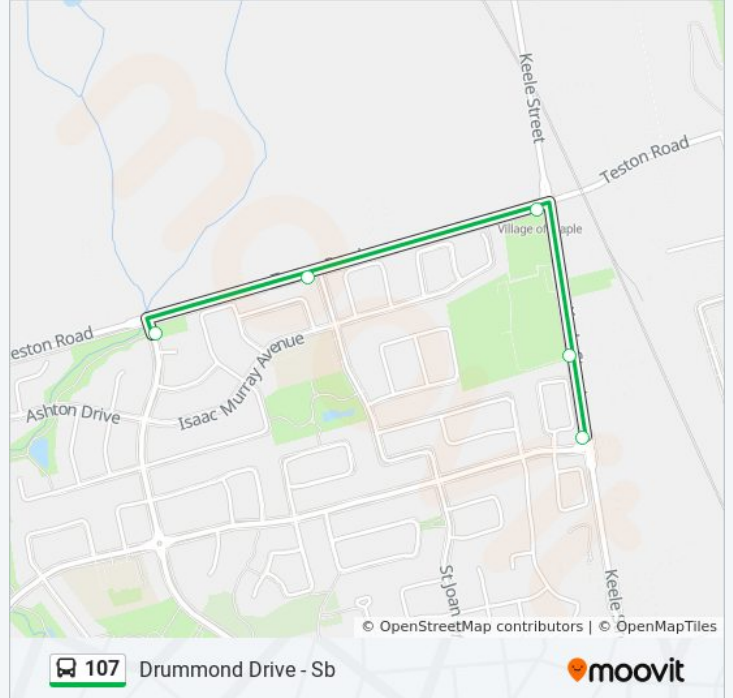 Keele Street
Teston Road
Village of Maple
eston Road
Isaac Murray Avenue
Ashton Drive
St Joan
Keele S
© OpenStreetMap contributors | © OpenMapTiles
107 Drummond Drive - Sb
moovit